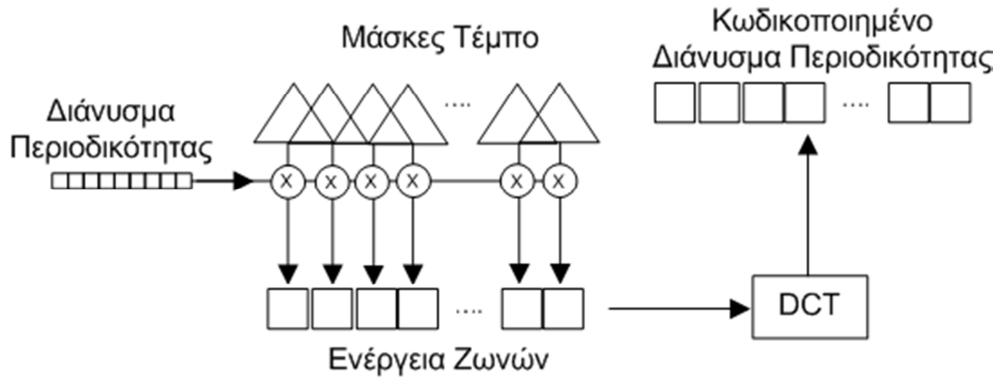 Μάσκες Τέμπο
Κωδικοποιημένο
Διάνυσμα Περιοδικότητας
Διάνυσμα
Περιοδικότητας
....
....
X X X X X X
....
....
DCT
Ενέργεια Ζωνών